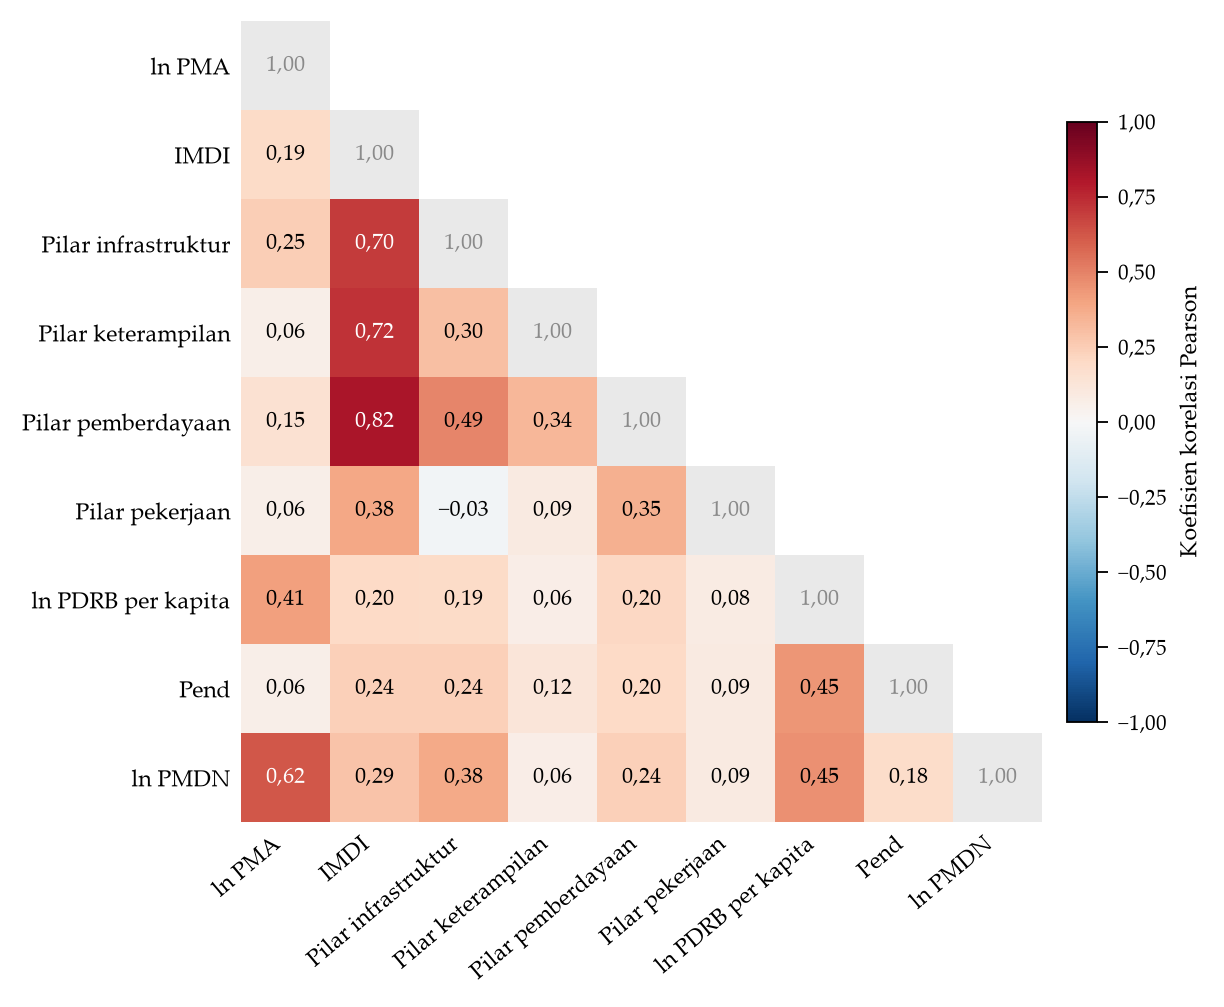 ln PMA 1,00
IMDI 0,19 1,00
Pilar infrastruktur 0,25 0,70 1,00
Pilar keterampilan 0,06 0,72 0,30 1,00
Pilar pemberdayaan 0,15 0,82 0,49 0,34 1,00
Pilar pekerjaan 0,06 0,38 −0,03 0,09 0,35 1,00
ln PDRB per kapita 0,41 0,20 0,19 0,06 0,20 0,08 1,00
Pend 0,06 0,24 0,24 0,12 0,20 0,09 0,45 1,00
ln PMDN 0,62 0,29 0,38 0,06 0,24 0,09 0,45 0,18 1,00
ln PMA
IMDI
Pilar infrastruktur
Pilar keterampilan
Pilar pemberdayaan
Pilar pekerjaan
ln PDRB per kapita
Pend
ln PMDN
1,00
0,75
0,50
0,25
0,00
−0,25
−0,50
−0,75
−1,00
Koefisien korelasi Pearson